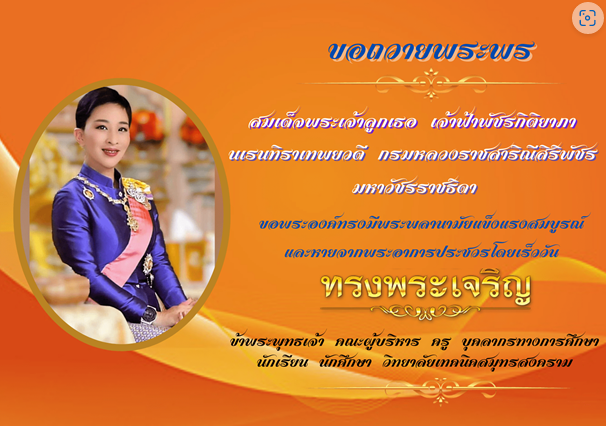 ขอถวายพระพร
สมเด็จพระเจ้าลูกเธอ เจ้าฟ้าพัชรกิติยาภา
นเรนทิราเทพยวดี กรมหลวงราชสาริณีสิริพัชร
มหาวัชรราชธิดา
ขอพระองค์ทรงมีพระพลานามัยแข็งแรงสมบูรณ์
และหายจากพระอาการประชวรโดยเร็ววัน
ทรงพระเจริญ
ข้าพระพุทธเจ้า คณะผู้บริหาร ครู บุคลากรทางการศึกษา
นักเรียน นักศึกษา วิทยาลัยเทคนิคสมุทรสงคราม